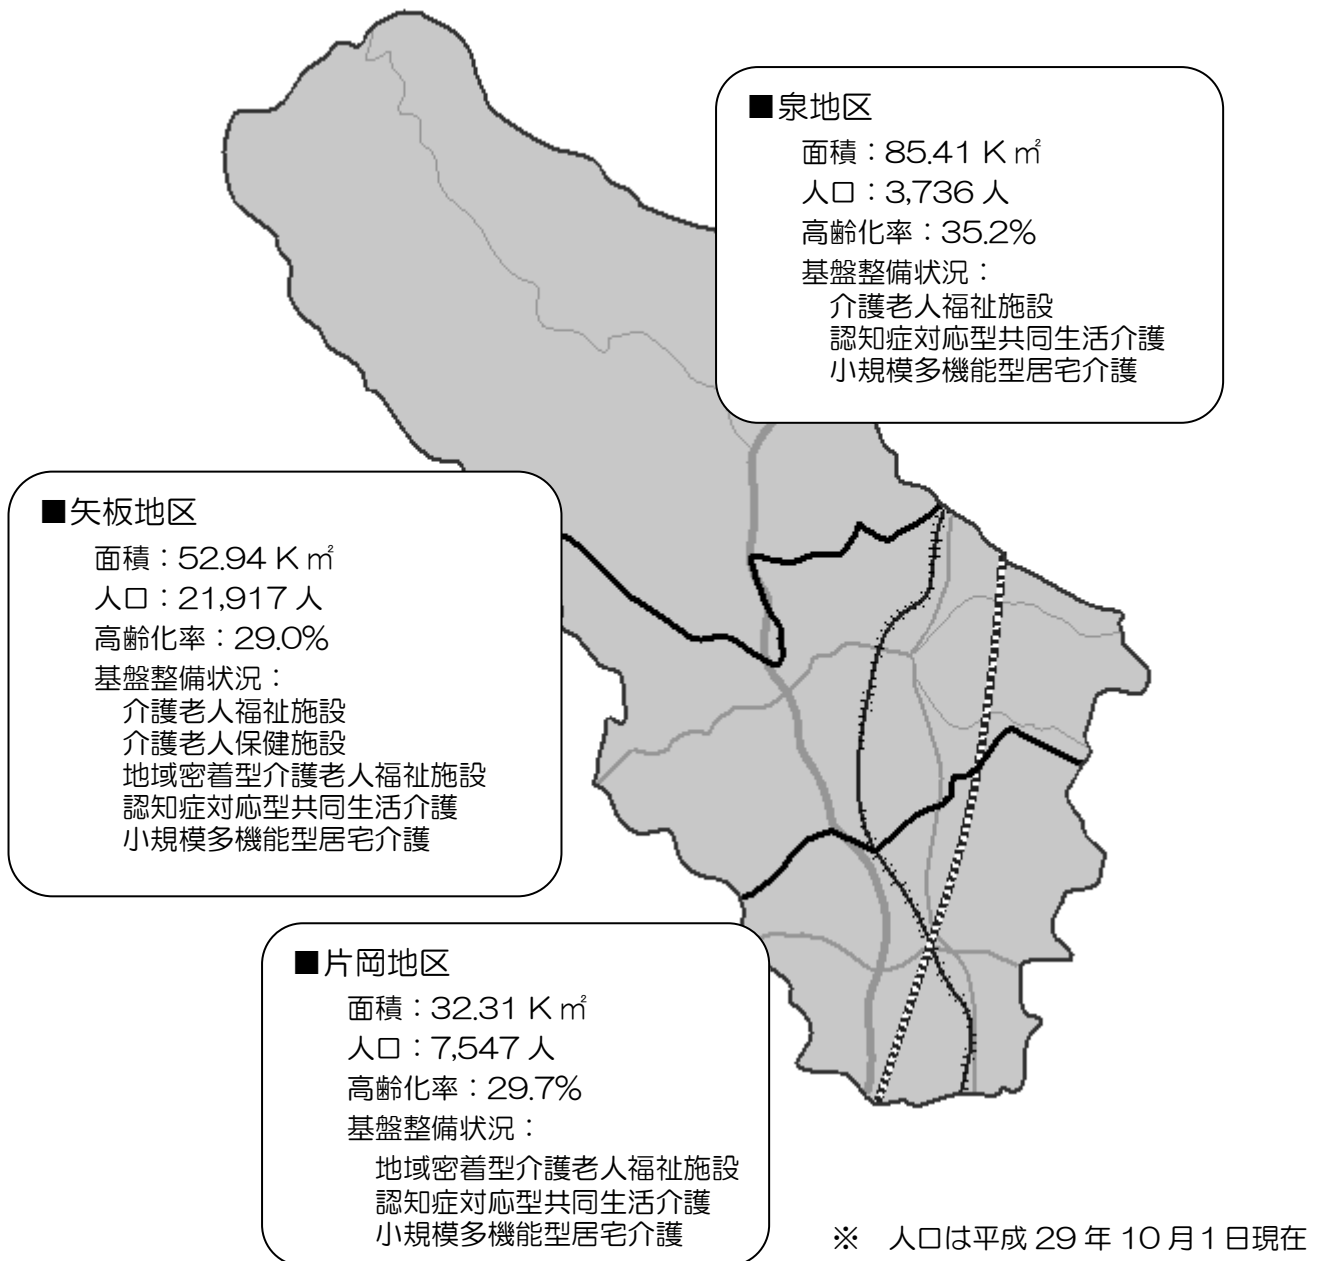 ■泉地区
面積：85.41 K㎡
人口：3,736 人
高齢化率：35.2%
基盤整備状況：
介護老人福祉施設
認知症対応型共同生活介護
小規模多機能型居宅介護
■矢板地区
面積：52.94 K㎡
人口：21,917 人
高齢化率：29.0%
基盤整備状況：
介護老人福祉施設
介護老人保健施設
地域密着型介護老人福祉施設
認知症対応型共同生活介護
小規模多機能型居宅介護
■片岡地区
面積：32.31 K㎡
人口：7,547 人
高齢化率：29.7%
基盤整備状況：
地域密着型介護老人福祉施設
認知症対応型共同生活介護
小規模多機能型居宅介護
※　人口は平成 29 年 10 月 1 日現在